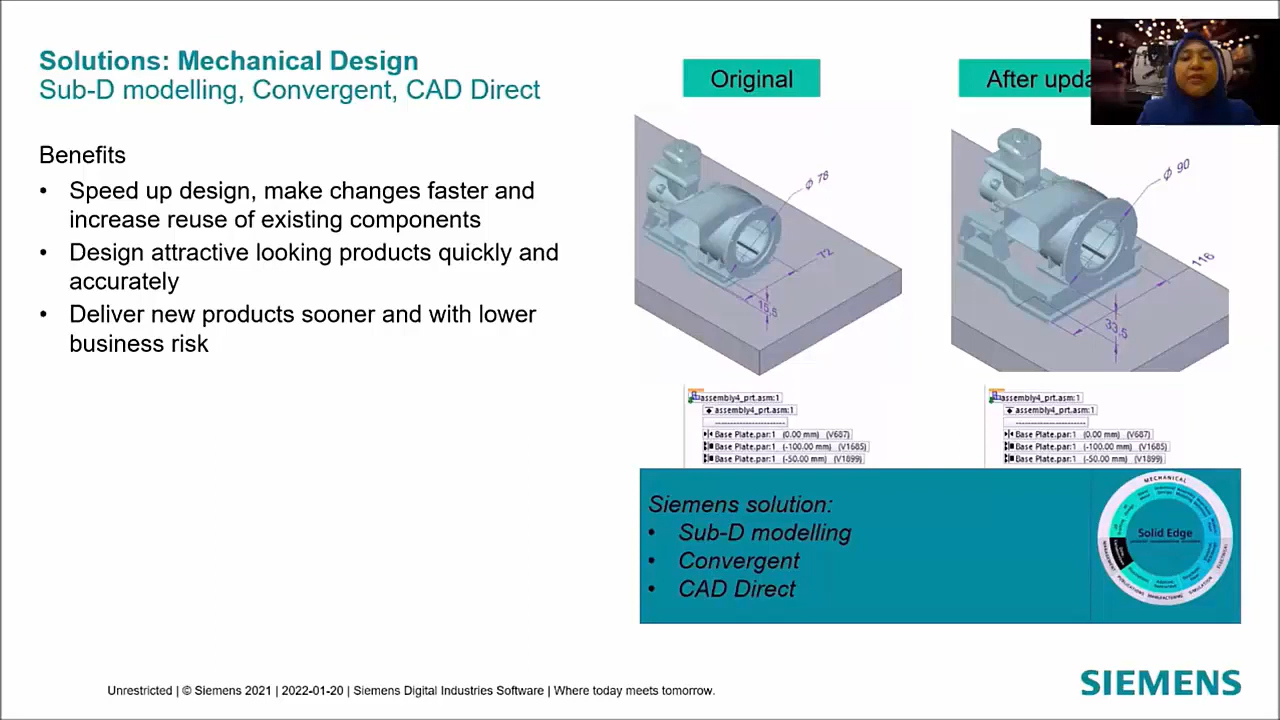 Solutions: Mechanical Design
Sub-D modelling, Convergent, CAD Direct
Benefits
• Speed up design, make changes faster and
increase reuse of existing components
• Design attractive looking products quickly and
accurately
• Deliver new products sooner and with lower
business risk
Original
After upda
ϕ 78
72
ϕ 90
116
33,5
assembly4_prt.asm:1
assembly4_prt.asm:1
Base Plate.par:1 (0.00 mm) (V687)
Base Plate.par:1 (-100.00 mm) (V1685)
Base Plate.par:1 (-50.00 mm) (V1899)
assembly4_prt.asm:1
assembly4_prt.asm:1
Base Plate.par:1 (0.00 mm) (V687)
Base Plate.par:1 (-100.00 mm) (V1685)
Base Plate.par:1 (-50.00 mm) (V1899)
Siemens solution:
• Sub-D modelling
• Convergent
• CAD Direct
MECHANICAL
Solid Edge
ELECTRICAL
SIMULATION
MANUFACTURING
PUBLICATIONS
MANAGEMENT
Unrestricted | © Siemens 2021 | 2022-01-20 | Siemens Digital Industries Software | Where today meets tomorrow.
SIEMENS